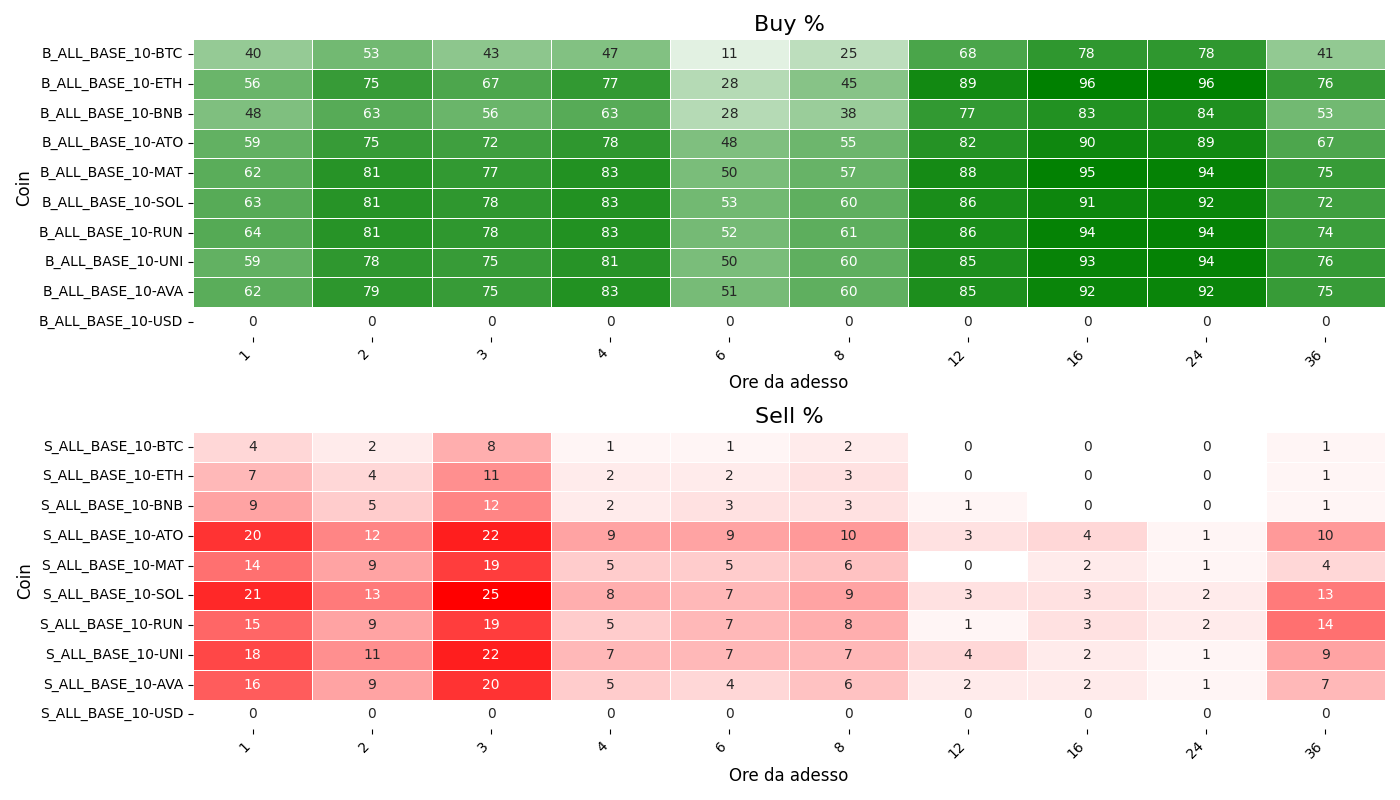 Buy %
Coin
B_ALL_BASE_10-BTC 40 53 43 47 11 25 68 78 78 41
B_ALL_BASE_10-ETH 56 75 67 77 28 45 89 96 96 76
B_ALL_BASE_10-BNB 48 63 56 63 28 38 77 83 84 53
B_ALL_BASE_10-ATO 59 75 72 78 48 55 82 90 89 67
B_ALL_BASE_10-MAT 62 81 77 83 50 57 88 95 94 75
B_ALL_BASE_10-SOL 63 81 78 83 53 60 86 91 92 72
B_ALL_BASE_10-RUN 64 81 78 83 52 61 86 94 94 74
B_ALL_BASE_10-UNI 59 78 75 81 50 60 85 93 94 76
B_ALL_BASE_10-AVA 62 79 75 83 51 60 85 92 92 75
B_ALL_BASE_10-USD 0 0 0 0 0 0 0 0 0 0
1 2 3 4 6 8 12 16 24 36
Ore da adesso
Sell %
Coin
S_ALL_BASE_10-BTC 4 2 8 1 1 2 0 0 0 1
S_ALL_BASE_10-ETH 7 4 11 2 2 3 0 0 0 1
S_ALL_BASE_10-BNB 9 5 12 2 3 3 1 0 0 1
S_ALL_BASE_10-ATO 20 12 22 9 9 10 3 4 1 10
S_ALL_BASE_10-MAT 14 9 19 5 5 6 0 2 1 4
S_ALL_BASE_10-SOL 21 13 25 8 7 9 3 3 2 13
S_ALL_BASE_10-RUN 15 9 19 5 7 8 1 3 2 14
S_ALL_BASE_10-UNI 18 11 22 7 7 7 4 2 1 9
S_ALL_BASE_10-AVA 16 9 20 5 4 6 2 2 1 7
S_ALL_BASE_10-USD 0 0 0 0 0 0 0 0 0 0
1 2 3 4 6 8 12 16 24 36
Ore da adesso